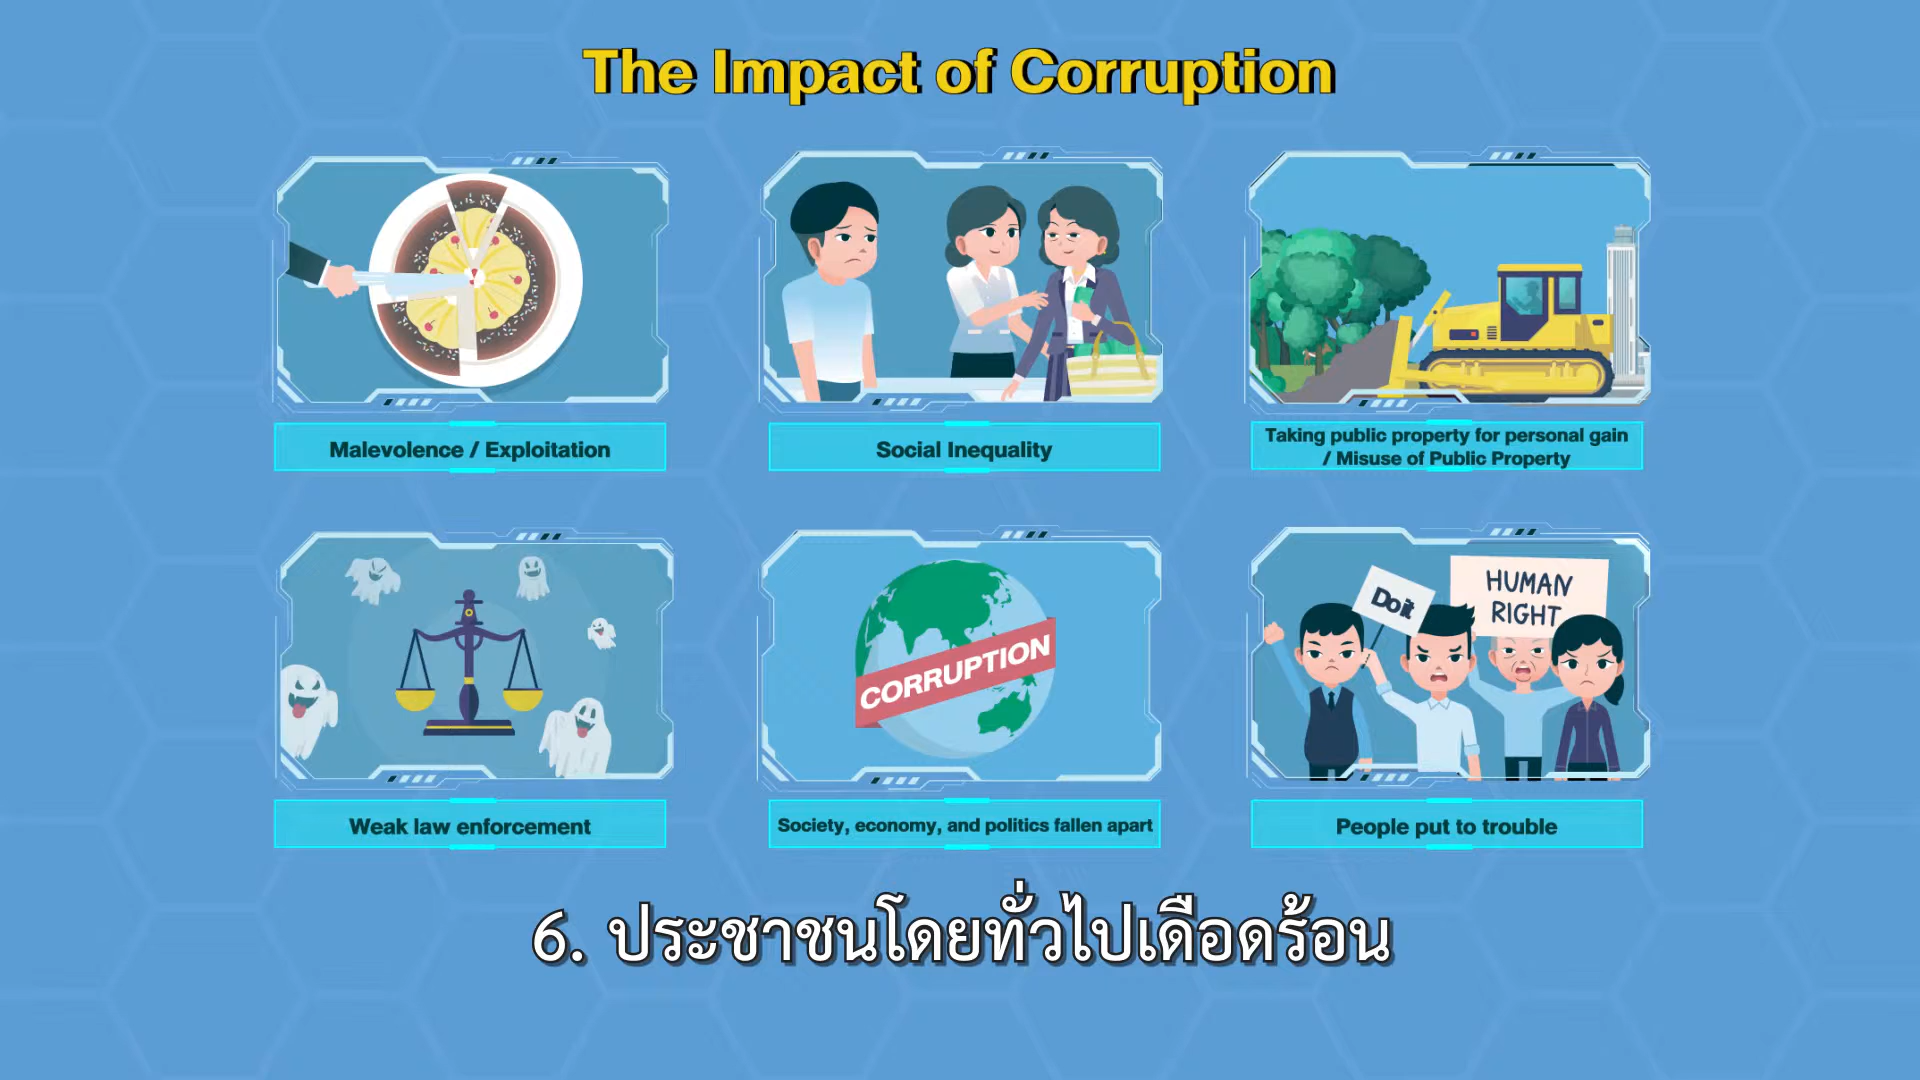 The Impact of Corruption
Malevolence / Exploitation
Social Inequality
Taking public property for personal gain
/ Misuse of Public Property
CORRUPTION
Do it
HUMAN
RIGHT
Weak law enforcement
Society, economy, and politics fallen apart
People put to trouble
6. ประชาชนโดยทั่วไปเดือดร้อน